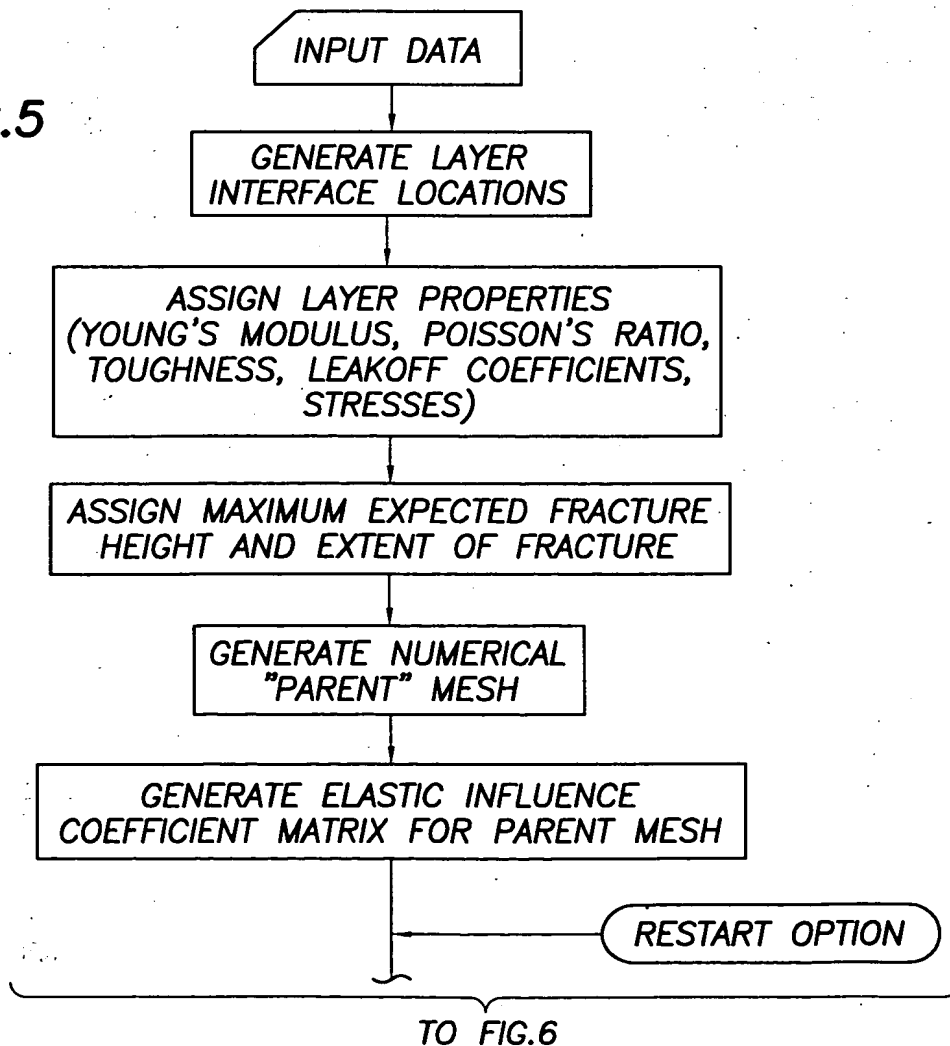 .5
INPUT DATA
GENERATE LAYER
INTERFACE LOCATIONS
ASSIGN LAYER PROPERTIES
(YOUNG'S MODULUS, POISSON'S RATIO,
TOUGHNESS, LEAKOFF COEFFICIENTS,
STRESSES)
ASSIGN MAXIMUM EXPECTED FRACTURE
HEIGHT AND EXTENT OF FRACTURE
GENERATE NUMERICAL
"PARENT" MESH
GENERATE ELASTIC INFLUENCE
COEFFICIENT MATRIX FOR PARENT MESH
RESTART OPTION
TO FIG.6